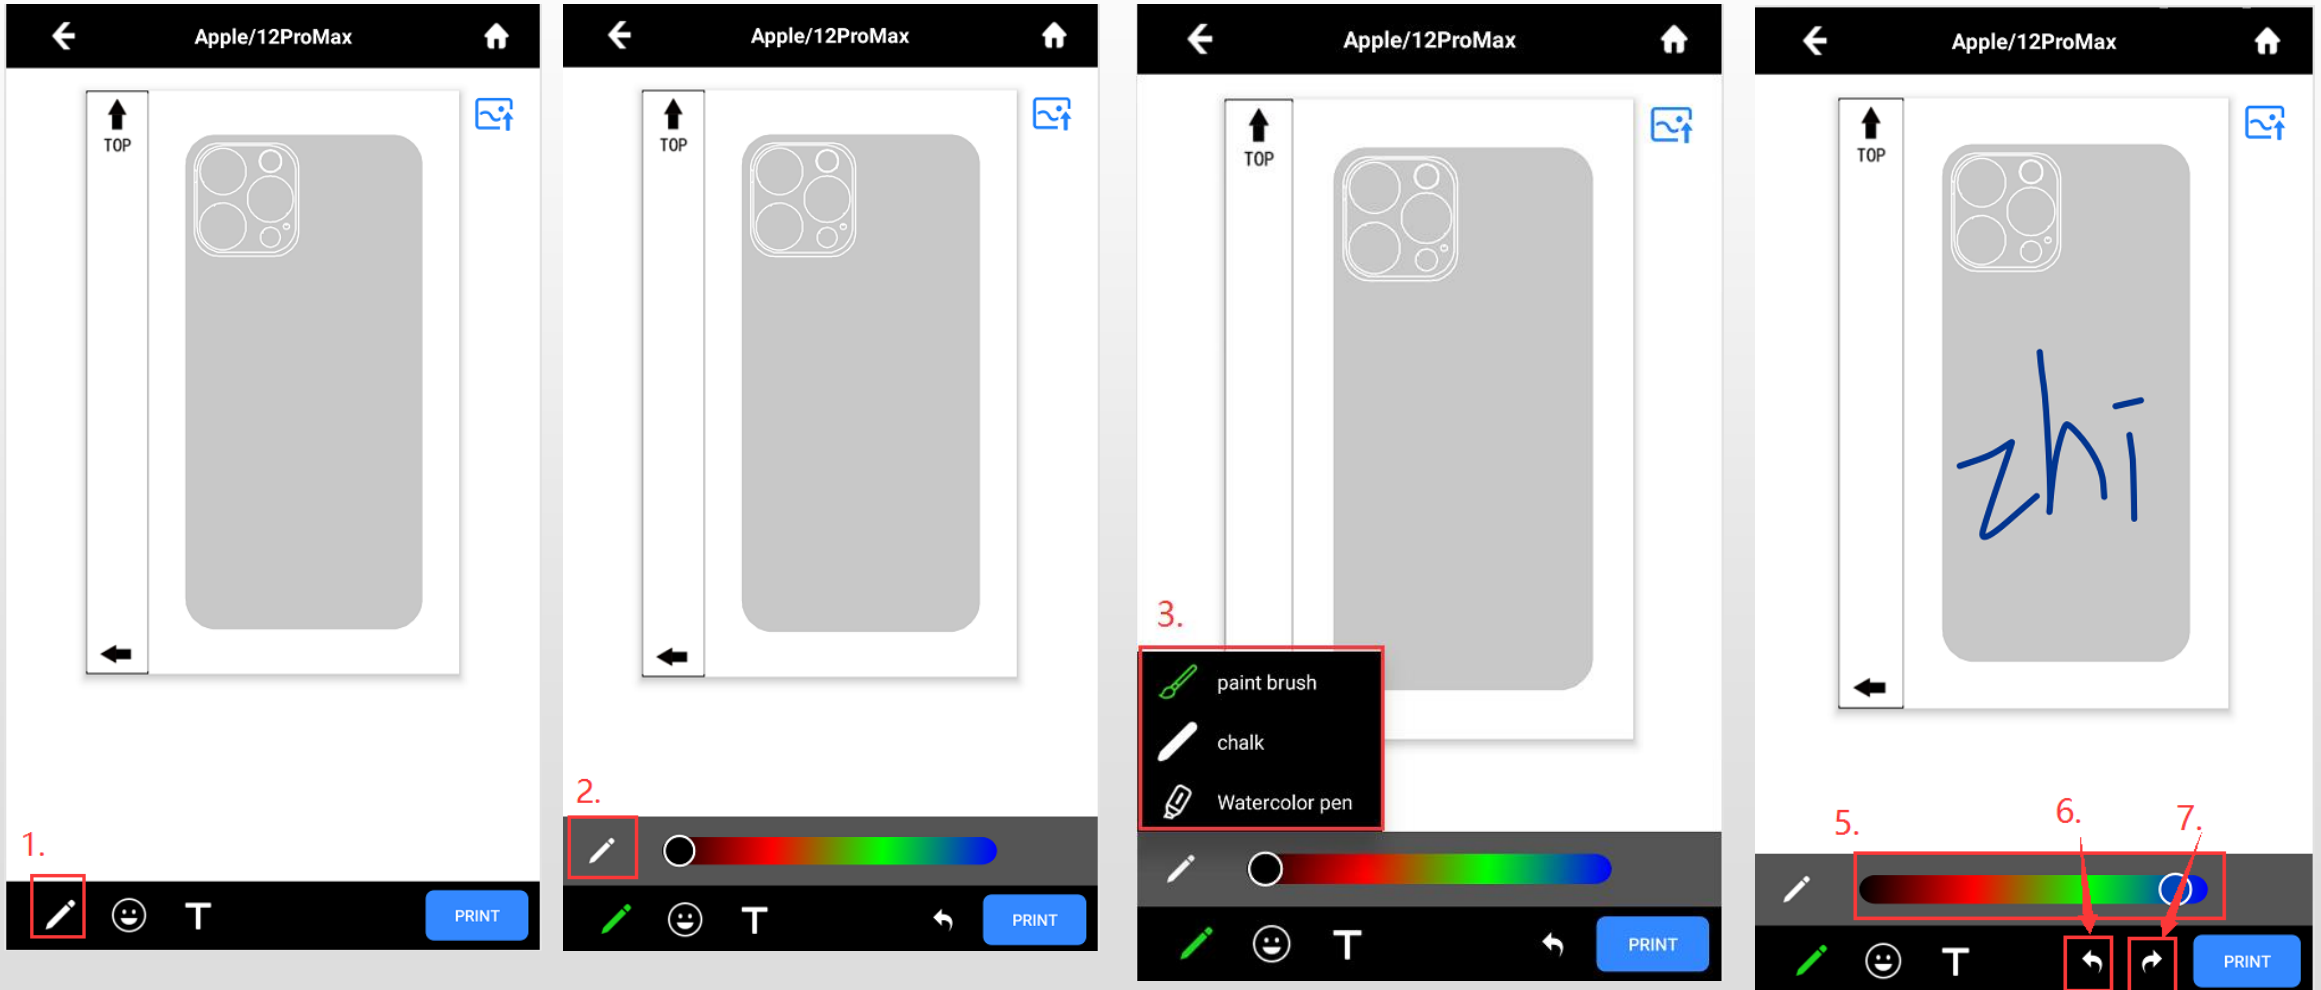 Apple/12ProMax
TOP
1.
T
PRINT
Apple/12ProMax
TOP
2.
T
PRINT
Apple/12ProMax
TOP
3.
paint brush
chalk
Watercolor pen
T
PRINT
Apple/12ProMax
TOP
zhi
5.
6.
7.
T
PRINT